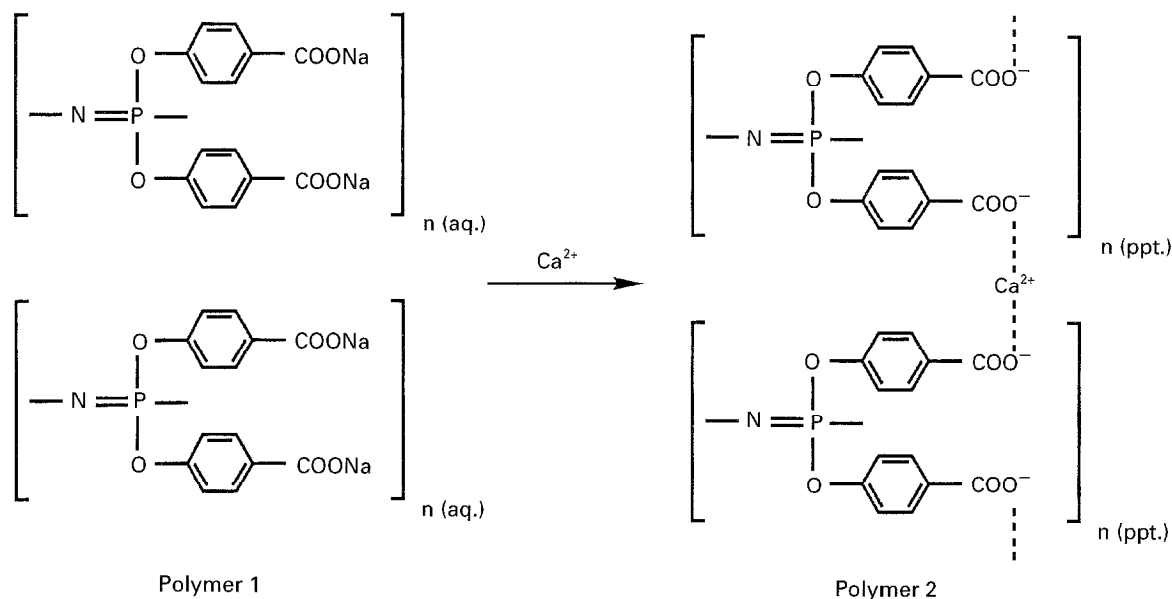 O
COONa
N
P
O
COONa
n (aq.)
O
COONa
N
P
O
COONa
n (aq.)
Polymer 1
Ca²⁺
O
COO⁻
N
P
O
COO⁻
n (ppt.)
Ca²⁺
O
COO⁻
N
P
O
COO⁻
n (ppt.)
Polymer 2